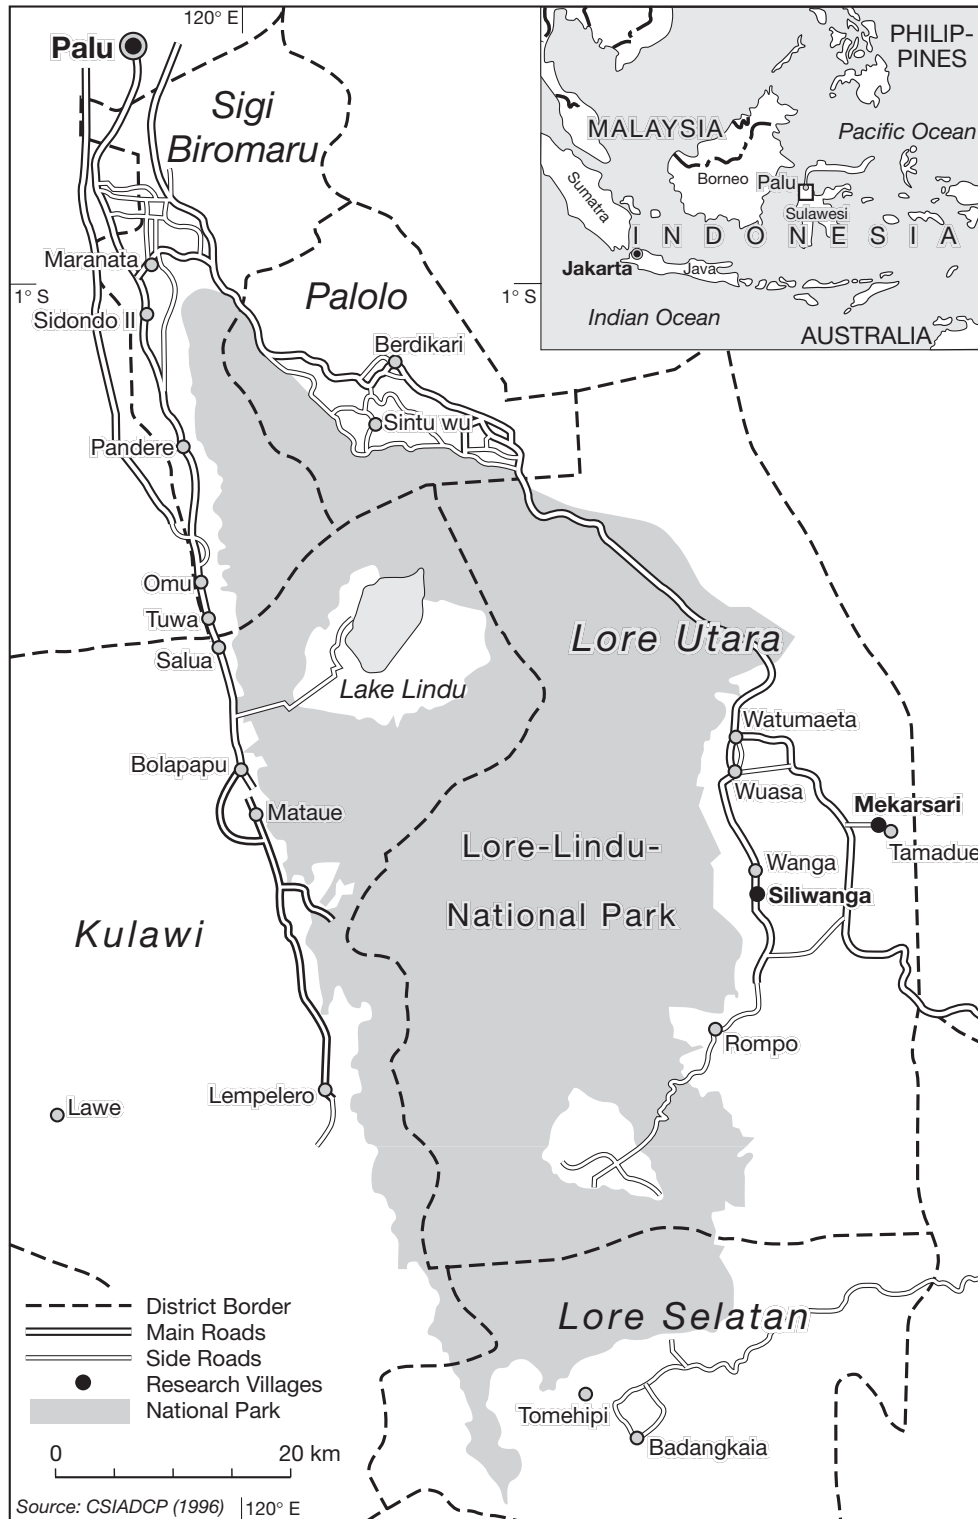 120° E
Palu
Sigi
Biromaru
PHILIP-
PINES
MALAYSIA
Pacific Ocean
Borneo
Palu
Sumatra
Sulawesi
INDONESIA
Jakarta
Java
Indian Ocean
AUSTRALIA
Maranata
1° S
1° S
Sidondo II
Palolo
Berdikari
Sintu wu
Pandere
Omu
Tuwa
Salua
Lore Utara
Lake Lindu
Watumaeta
Bolapapu
Wuasa
Mataue
Mekarsari
Tamadue
Lore-Lindu-
National Park
Wanga
Siliwanga
Kulawi
Rompo
Lempelero
Lawe
District Border
Main Roads
Side Roads
Research Villages
National Park
Lore Selatan
Tomehipi
Badangkaia
0 20 km
Source: CSIADCP (1996)
120° E